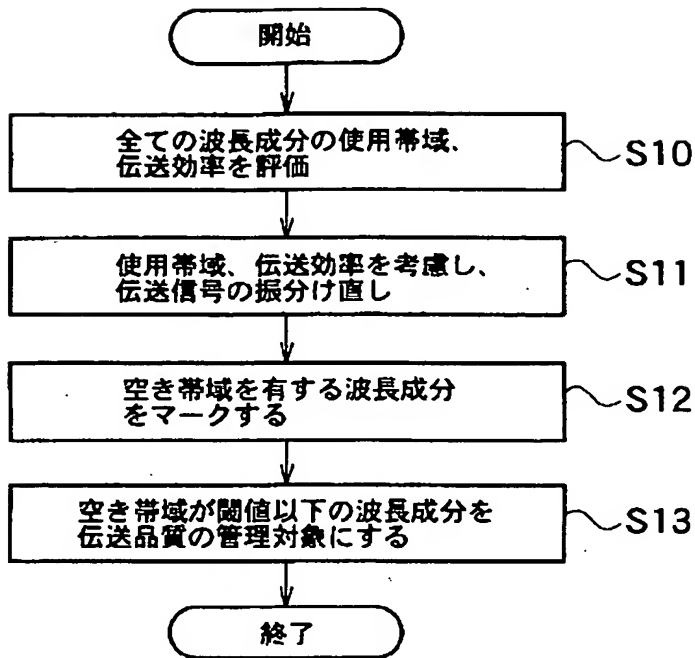 開始
全ての波長成分の使用帯域、
伝送効率を評価
S10
使用帯域、伝送効率を考慮し、
伝送信号の振分け直し
S11
空き帯域を有する波長成分
をマークする
S12
空き帯域が閾値以下の波長成分を
伝送品質の管理対象にする
S13
終了